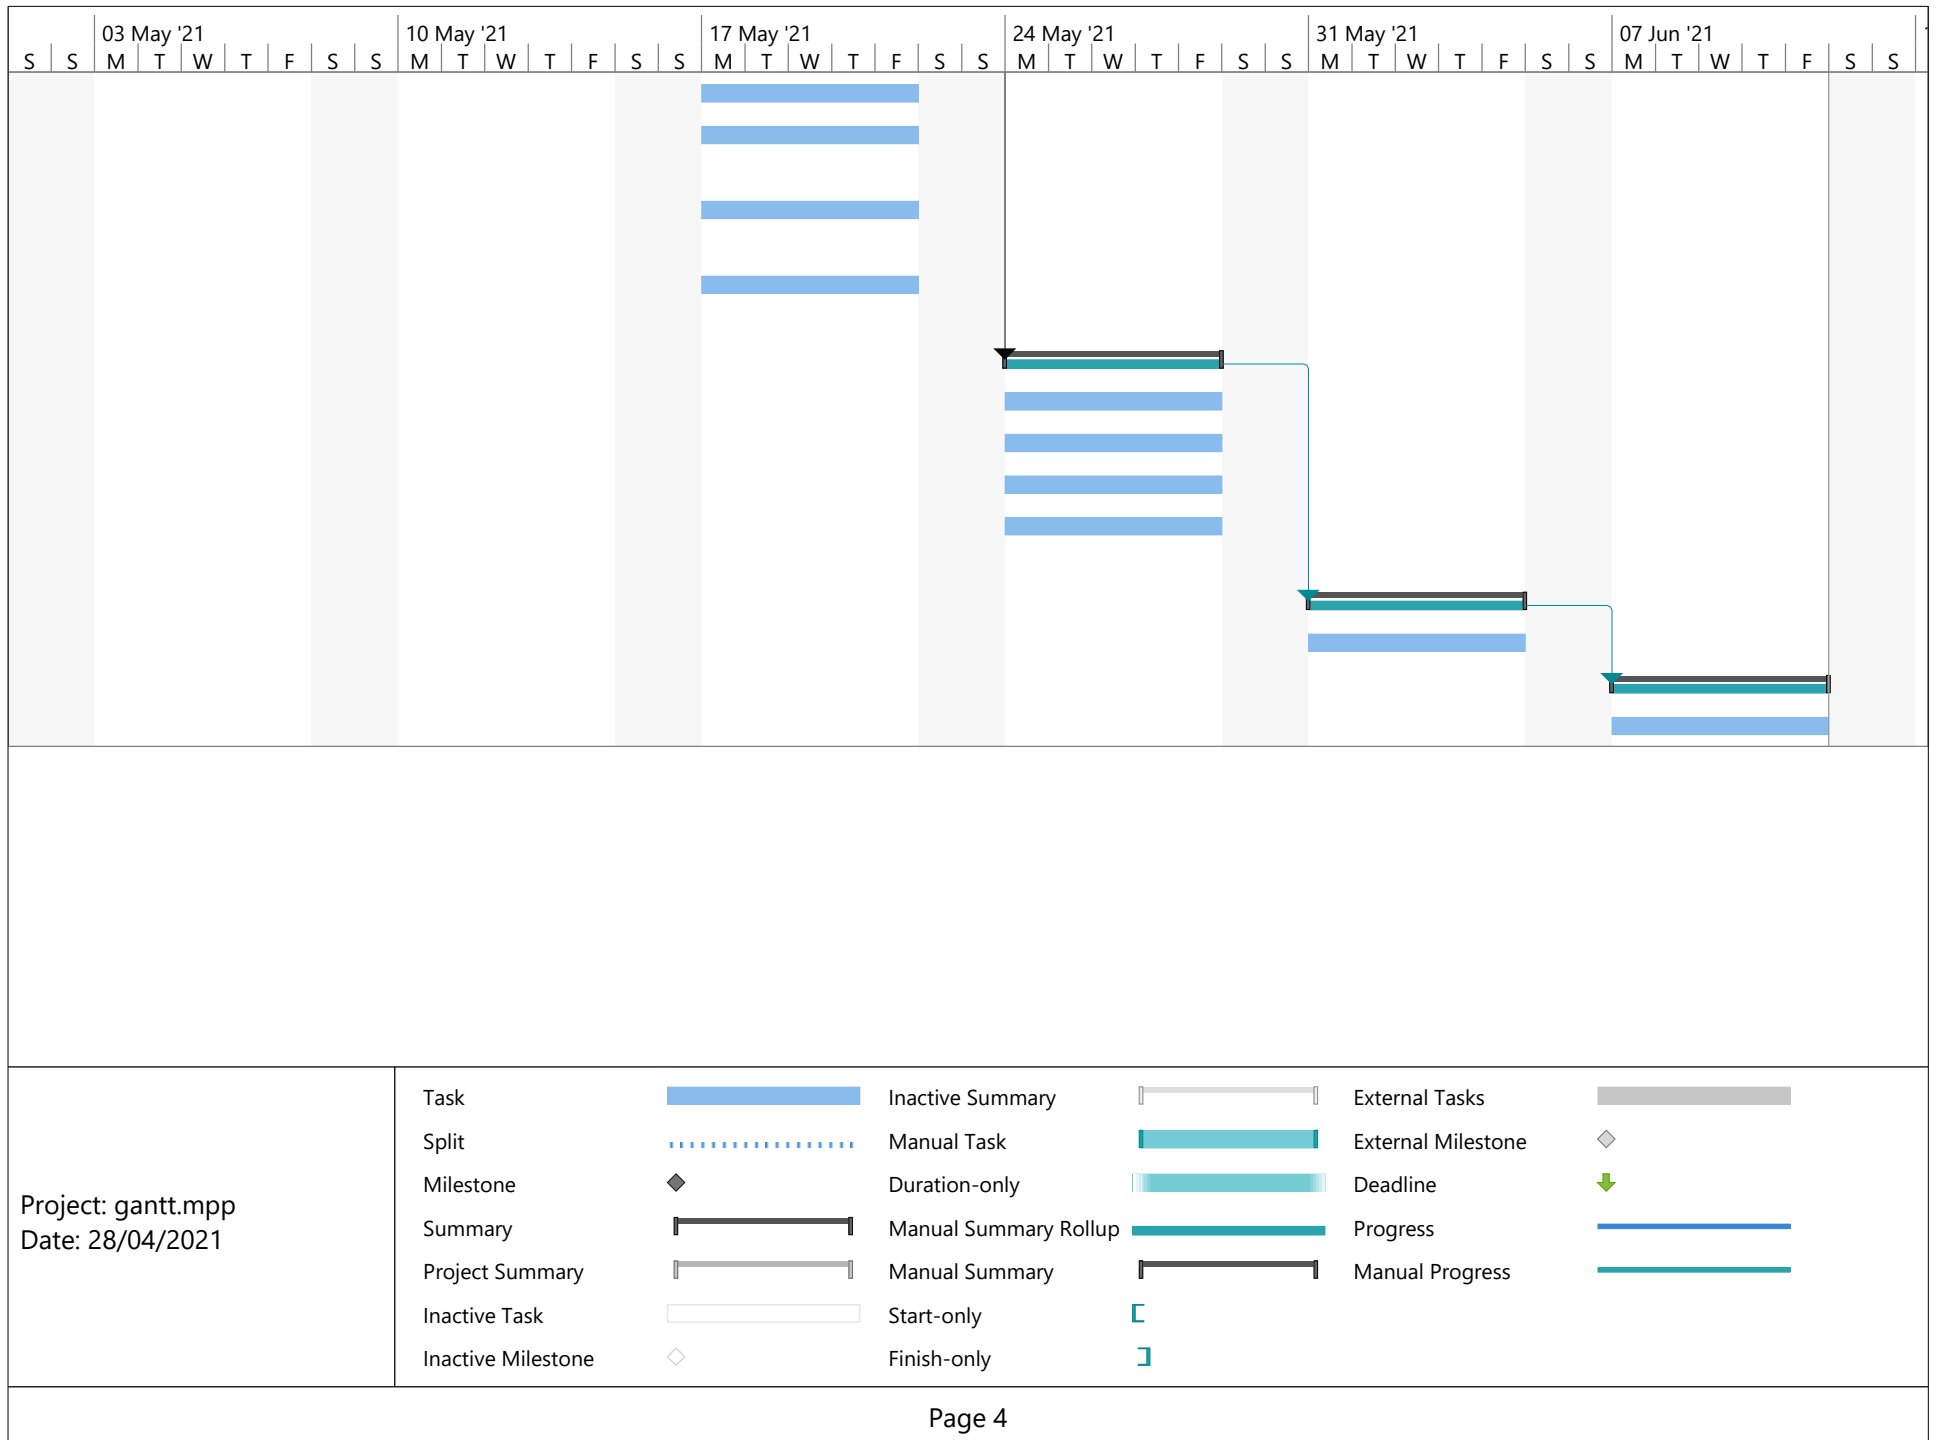 03 May '21 10 May '21 17 May '21 24 May '21 31 May '21 07 Jun '21
S S M T W T F S S M T W T F S S M T W T F S S M T W T F S S M T W T F S S M T W T F S S
Task Inactive Summary External Tasks
Split Manual Task External Milestone
Milestone Duration-only Deadline
Summary Manual Summary Rollup Progress
Project Summary Manual Summary Manual Progress
Inactive Task Start-only
Inactive Milestone Finish-only
Project: gantt.mpp
Date: 28/04/2021
Page 4